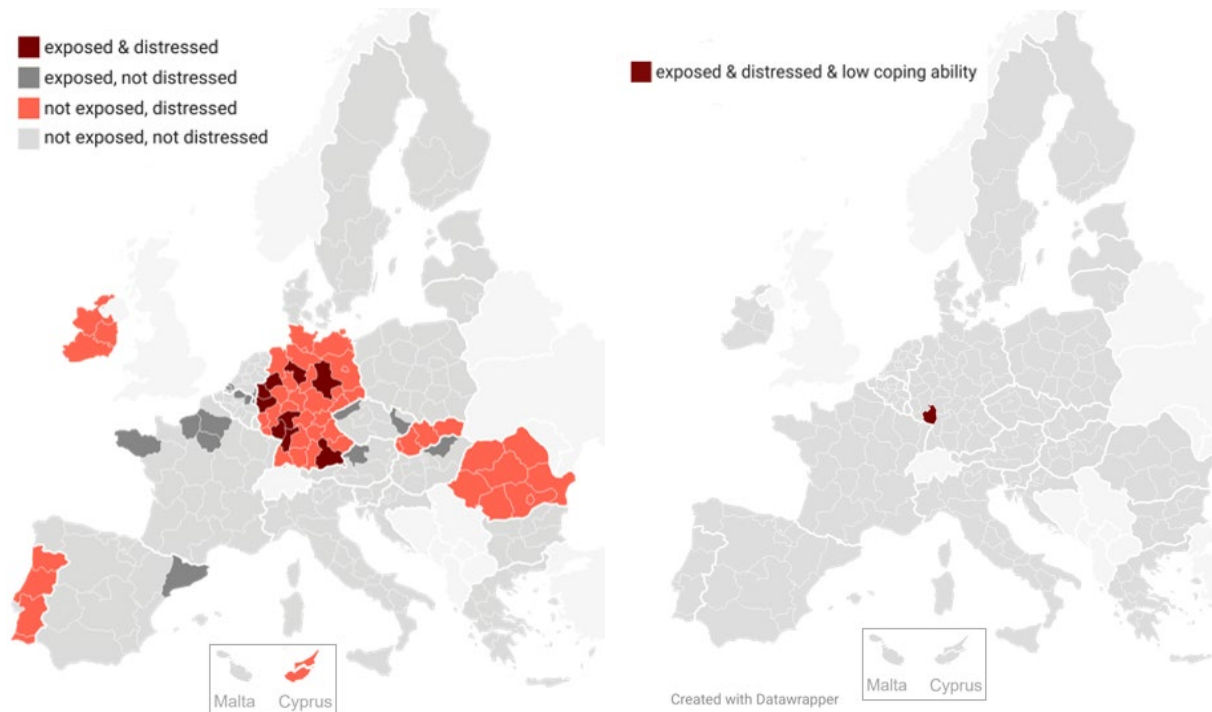 exposed & distressed
exposed, not distressed
not exposed, distressed
not exposed, not distressed
Malta Cyprus
exposed & distressed & low coping ability
Malta Cyprus
Created with Datawrapper